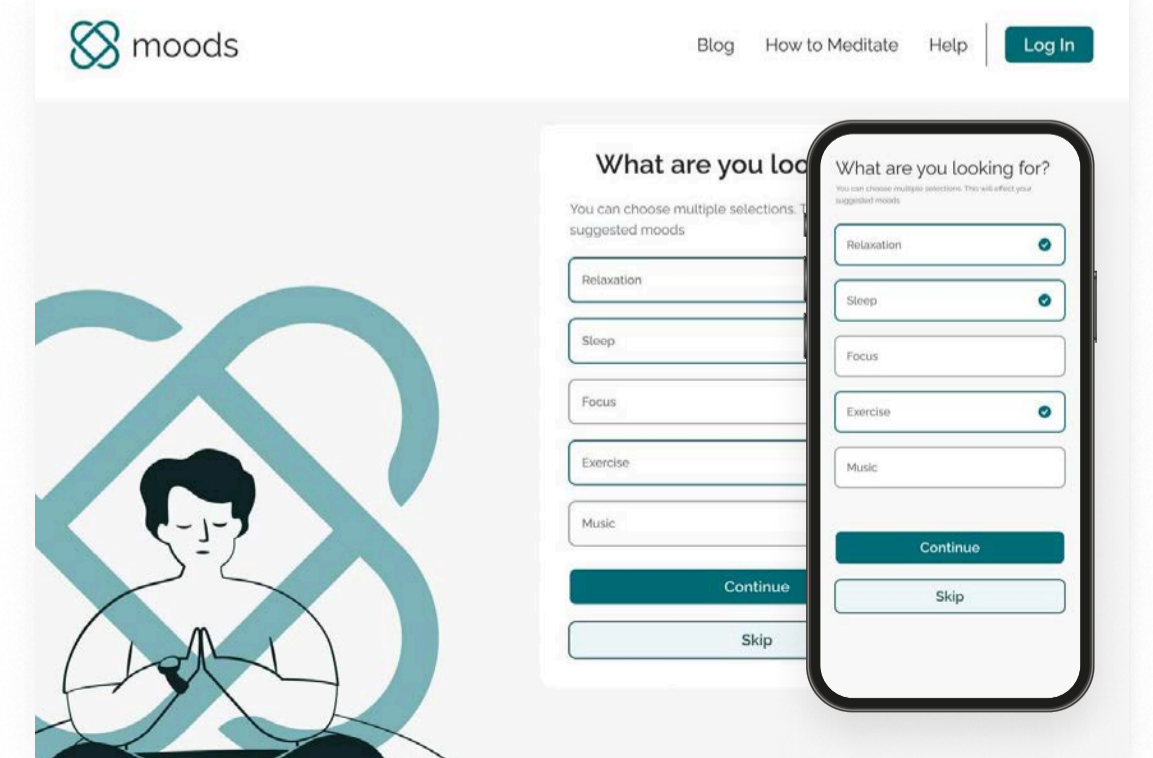 moods
Blog
How to Meditate
Help
Log In
What are you loo
You can choose multiple selections. T
suggested moods
Relaxation
Sleep
Focus
Exercise
Music
Continue
Skip
What are you looking for?
You can choose multiple selections. This will effect your
suggested moods
Relaxation
Sleep
Focus
Exercise
Music
Continue
Skip